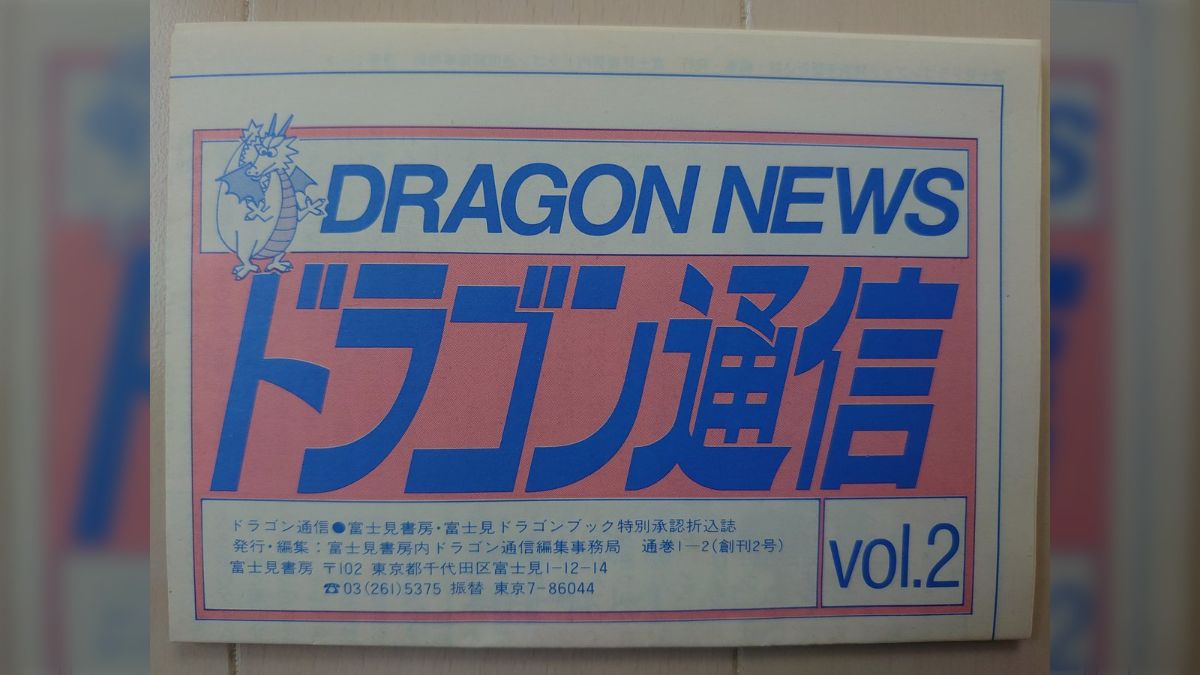 DRAGON NEWS
ドラゴン通信
ドラゴン通信●富士見書房・富士見ドラゴンブック特別承認折込誌
発行・編集：富士見書房内ドラゴン通信編集事務局 通巻1―2(創刊2号)
富士見書房 〒102 東京都千代田区富士見1-12-14
☎03(261)5375 振替 東京7-86044
vol.2